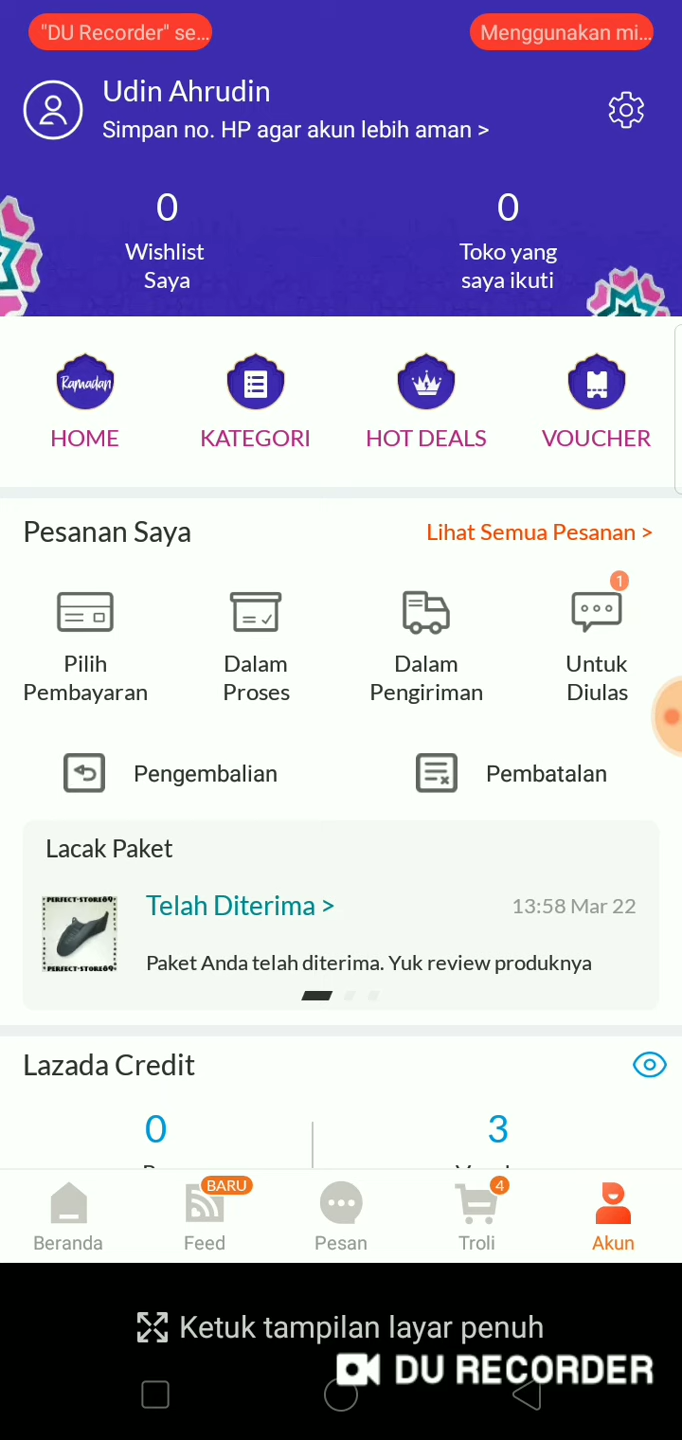 "DU Recorder" se...
Menggunakan mi...
Udin Ahrudin
Simpan no. HP agar akun lebih aman >
0
0
Wishlist
Saya
Toko yang
saya ikuti
Ramadan
HOME
KATEGORI
HOT DEALS
VOUCHER
Pesanan Saya
Lihat Semua Pesanan >
1
Pilih
Pembayaran
Dalam
Proses
Dalam
Pengiriman
Untuk
Diulas
Pengembalian
Pembatalan
Lacak Paket
PERFECT-STORE89
Telah Diterima >
13:58 Mar 22
Paket Anda telah diterima. Yuk review produknya
PERFECT-STORE89
Lazada Credit
0
3
BARU
4
Beranda
Feed
Pesan
Troli
Akun
Ketuk tampilan layar penuh
DU RECORDER